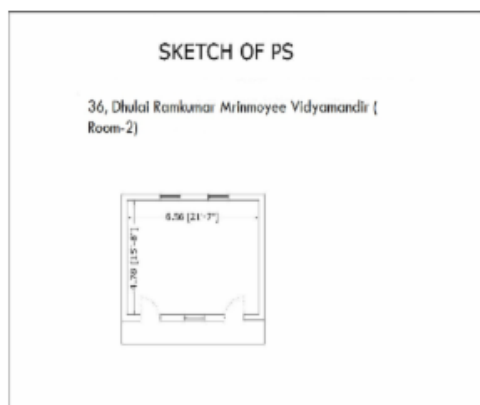 SKETCH OF PS
36, Dhulai Ramkumar Mrinmoyee Vidyamandir (
Room-2)
6.56 [21'-7"]
4.78 [15'-8"]